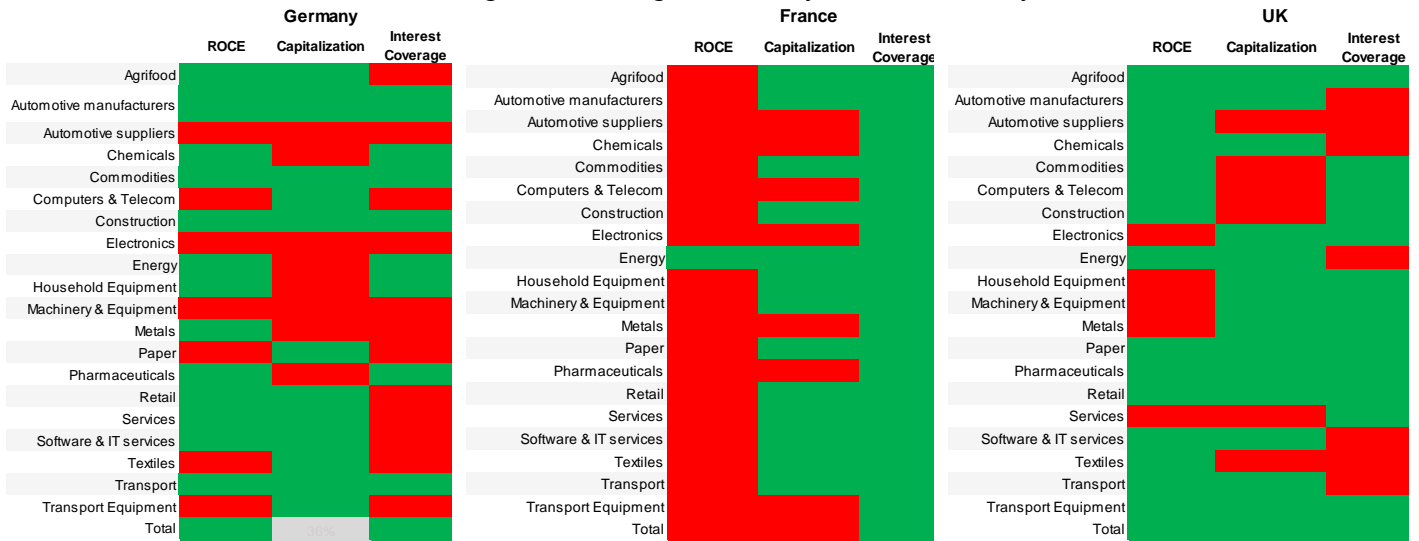 Germany
ROCE Capitalization Interest Coverage
Agrifood
Automotive manufacturers
Automotive suppliers
Chemicals
Commodities
Computers & Telecom
Construction
Electronics
Energy
Household Equipment
Machinery & Equipment
Metals
Paper
Pharmaceuticals
Retail
Services
Software & IT services
Textiles
Transport
Transport Equipment
Total 36%
France
ROCE Capitalization Interest Coverage
Agrifood
Automotive manufacturers
Automotive suppliers
Chemicals
Commodities
Computers & Telecom
Construction
Electronics
Energy
Household Equipment
Machinery & Equipment
Metals
Paper
Pharmaceuticals
Retail
Services
Software & IT services
Textiles
Transport
Transport Equipment
Total
UK
ROCE Capitalization Interest Coverage
Agrifood
Automotive manufacturers
Automotive suppliers
Chemicals
Commodities
Computers & Telecom
Construction
Electronics
Energy
Household Equipment
Machinery & Equipment
Metals
Paper
Pharmaceuticals
Retail
Services
Software & IT services
Textiles
Transport
Transport Equipment
Total